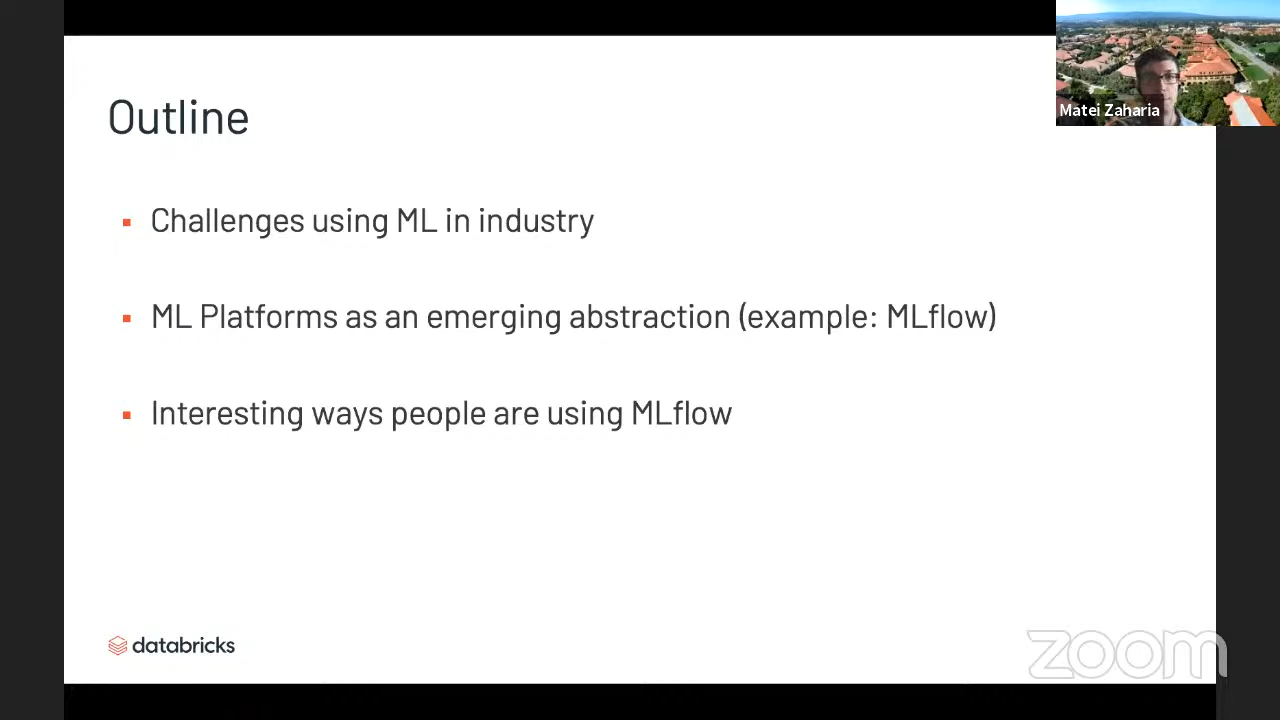 Matei Zaharia
Outline
▪ Challenges using ML in industry
▪ ML Platforms as an emerging abstraction (example: MLflow)
▪ Interesting ways people are using MLflow
databricks
zoom